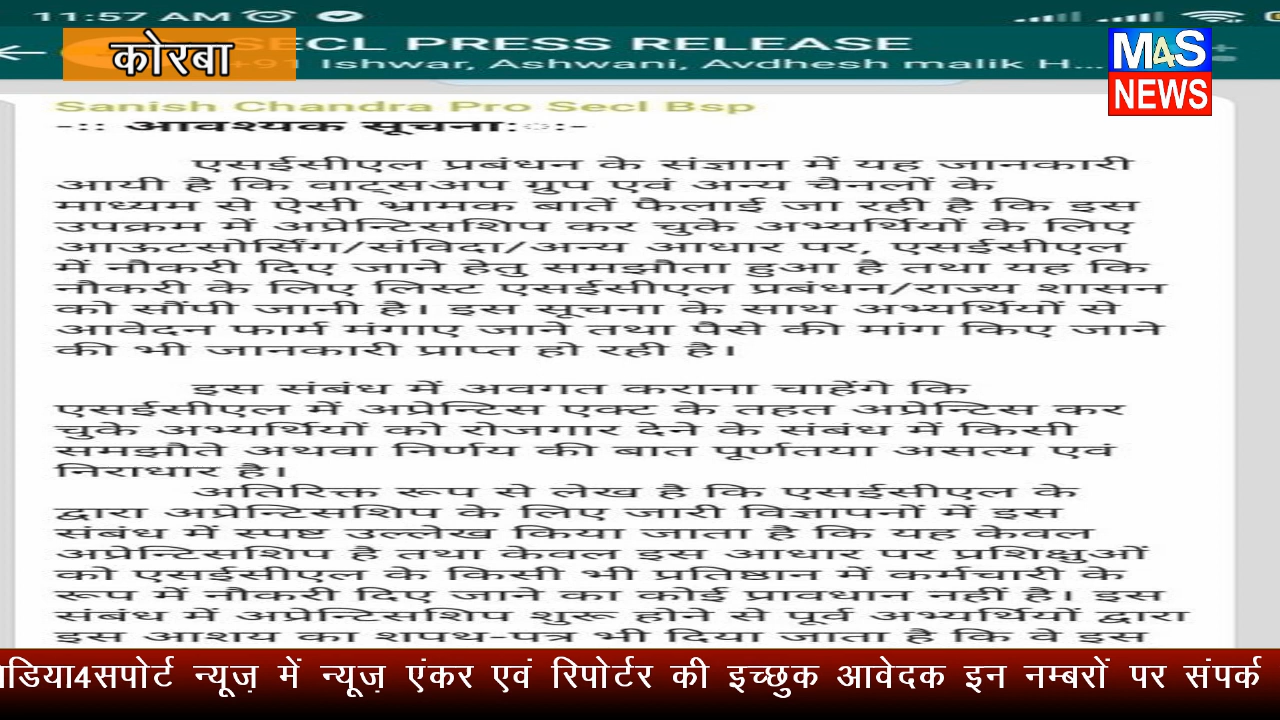 11:57 AM
कोरबा
SECL PRESS RELEASE
+91 Ishwar, Ashwani, Avdhesh malik H...
M4S
NEWS
Sanish Chandra Pro Secl Bsp
-:: आवश्यक सूचना:ः:-
एसईसीएल प्रबंधन के संज्ञान में यह जानकारी
आयी है कि वाट्सअप ग्रुप एवं अन्य चैनलों के
माध्यम से ऐसी भ्रामक बातें फैलाई जा रही है कि इस
उपक्रम में अप्रेन्टिसशिप कर चुके अभ्यर्थियों के लिए
आऊटसोर्सिंग/संविदा/अन्य आधार पर, एसईसीएल
में नौकरी दिए जाने हेतु समझौता हुआ है तथा यह कि
नौकरी के लिए लिस्ट एसईसीएल प्रबंधन/राज्य शासन
को सौंपी जानी है। इस सूचना के साथ अभ्यर्थियों से
आवेदन फार्म मंगाए जाने तथा पैसे की मांग किए जाने
की भी जानकारी प्राप्त हो रही है।
इस संबंध में अवगत कराना चाहेंगे कि
एसईसीएल में अप्रेन्टिस एक्ट के तहत अप्रेन्टिस कर
चुके अभ्यर्थियों को रोजगार देने के संबंध में किसी
समझौते अथवा निर्णय की बात पूर्णतया असत्य एवं
निराधार है।
अतिरिक्त रूप से लेख है कि एसईसीएल के
द्वारा अप्रेन्टिसशिप के लिए जारी विज्ञापनों में इस
संबंध में स्पष्ट उल्लेख किया जाता है कि यह केवल
अप्रेन्टिसशिप है तथा केवल इस आधार पर प्रशिक्षुओं
को एसईसीएल के किसी भी प्रतिष्ठान में कर्मचारी के
रूप में नौकरी दिए जाने का कोई प्रावधान नहीं है। इस
संबंध में अप्रेन्टिसशिप शुरू होने से पूर्व अभ्यर्थियों द्वारा
इस आशय का शपथ-पत्र भी दिया जाता है कि वे इस
डिया4सपोर्ट न्यूज़ में न्यूज़ एंकर एवं रिपोर्टर की इच्छुक आवेदक इन नम्बरों पर संपर्क